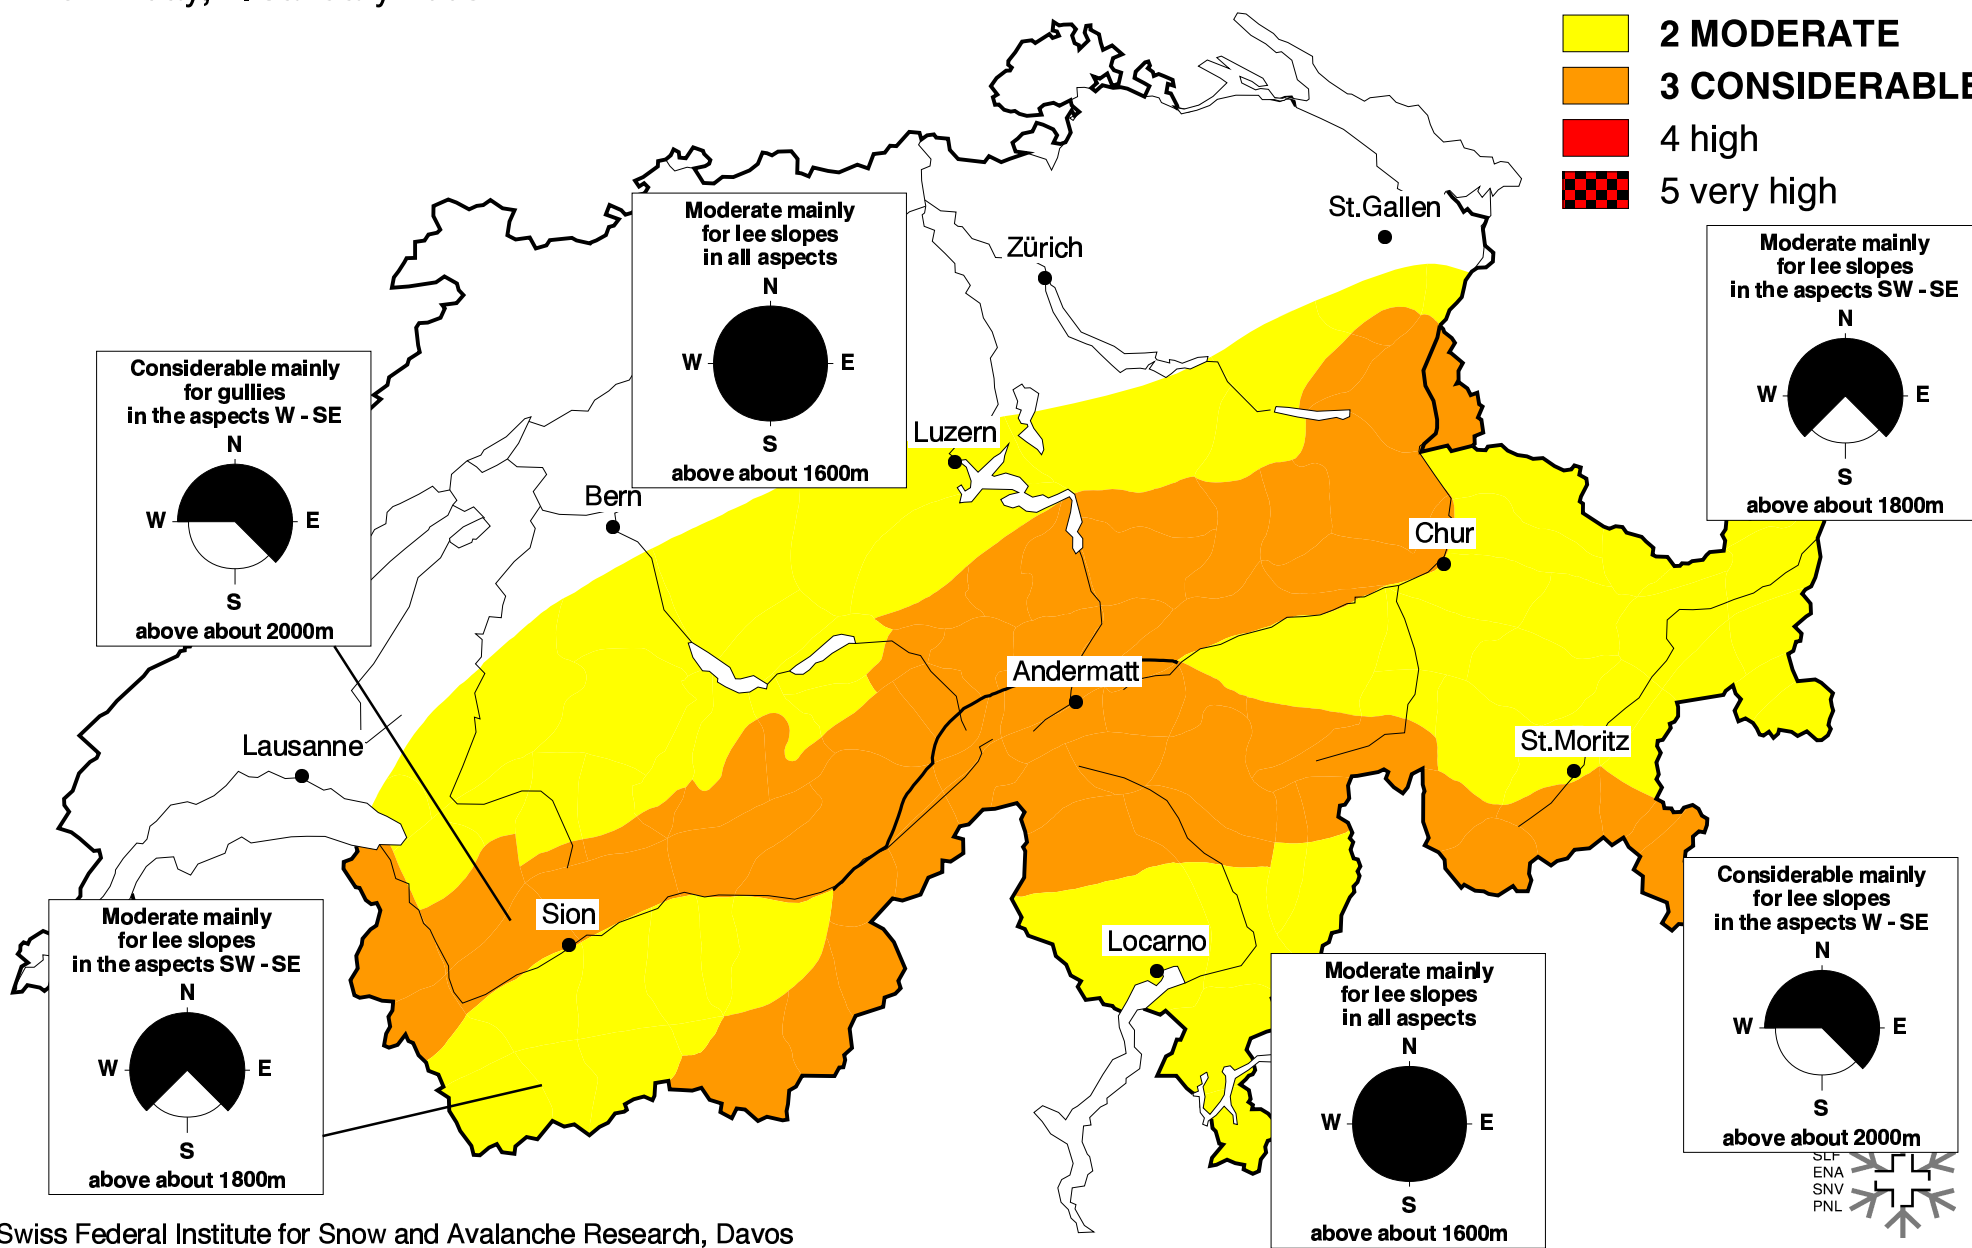 2 MODERATE
3 CONSIDERABLE
4 high
5 very high
St.Gallen
Zürich
Moderate mainly
for lee slopes
in all aspects
N
W
E
S
above about 1600m
Moderate mainly
for lee slopes
in the aspects SW - SE
N
W
E
S
above about 1800m
Considerable mainly
for gullies
in the aspects W - SE
N
W
E
S
above about 2000m
Luzern
Bern
Chur
Andermatt
Lausanne
St.Moritz
Sion
Locarno
Moderate mainly
for lee slopes
in the aspects SW - SE
N
W
E
S
above about 1800m
Moderate mainly
for lee slopes
in all aspects
N
W
E
S
above about 1600m
Considerable mainly
for lee slopes
in the aspects W - SE
N
W
E
S
above about 2000m
SLF
ENA
SNV
PNL
Swiss Federal Institute for Snow and Avalanche Research, Davos